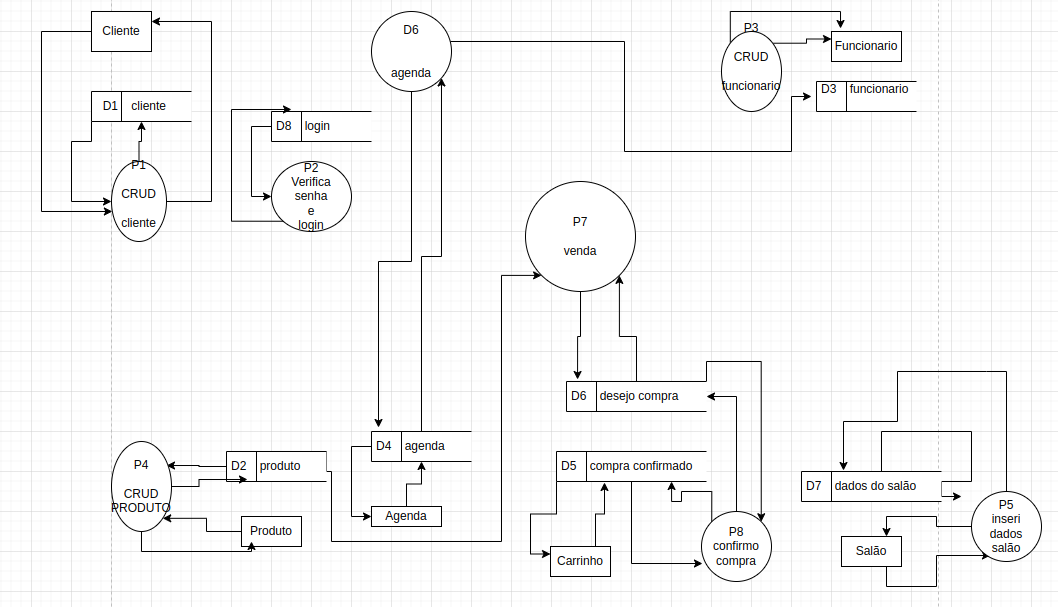 Cliente
D1 cliente
P1
CRUD
cliente
D8 login
P2
Verifica
senha
e
login
D6
agenda
P3
CRUD
funcionario
Funcionario
D3 funcionario
P7
venda
D6 desejo compra
P4
CRUD
PRODUTO
D2 produto
Produto
D4 agenda
Agenda
D5 compra confirmado
Carrinho
P8
confirmo
compra
D7 dados do salão
Salão
P5
inseri
dados
salão